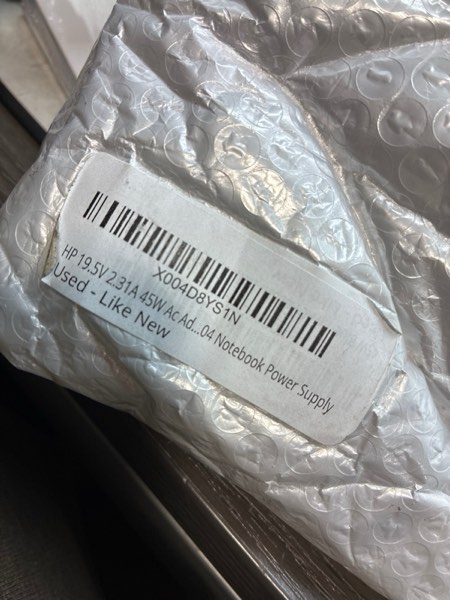 X004D8YS1N
HP 19.5V 2.31A 45W Ac Ad...04 Notebook Power Supply
Used - Like New